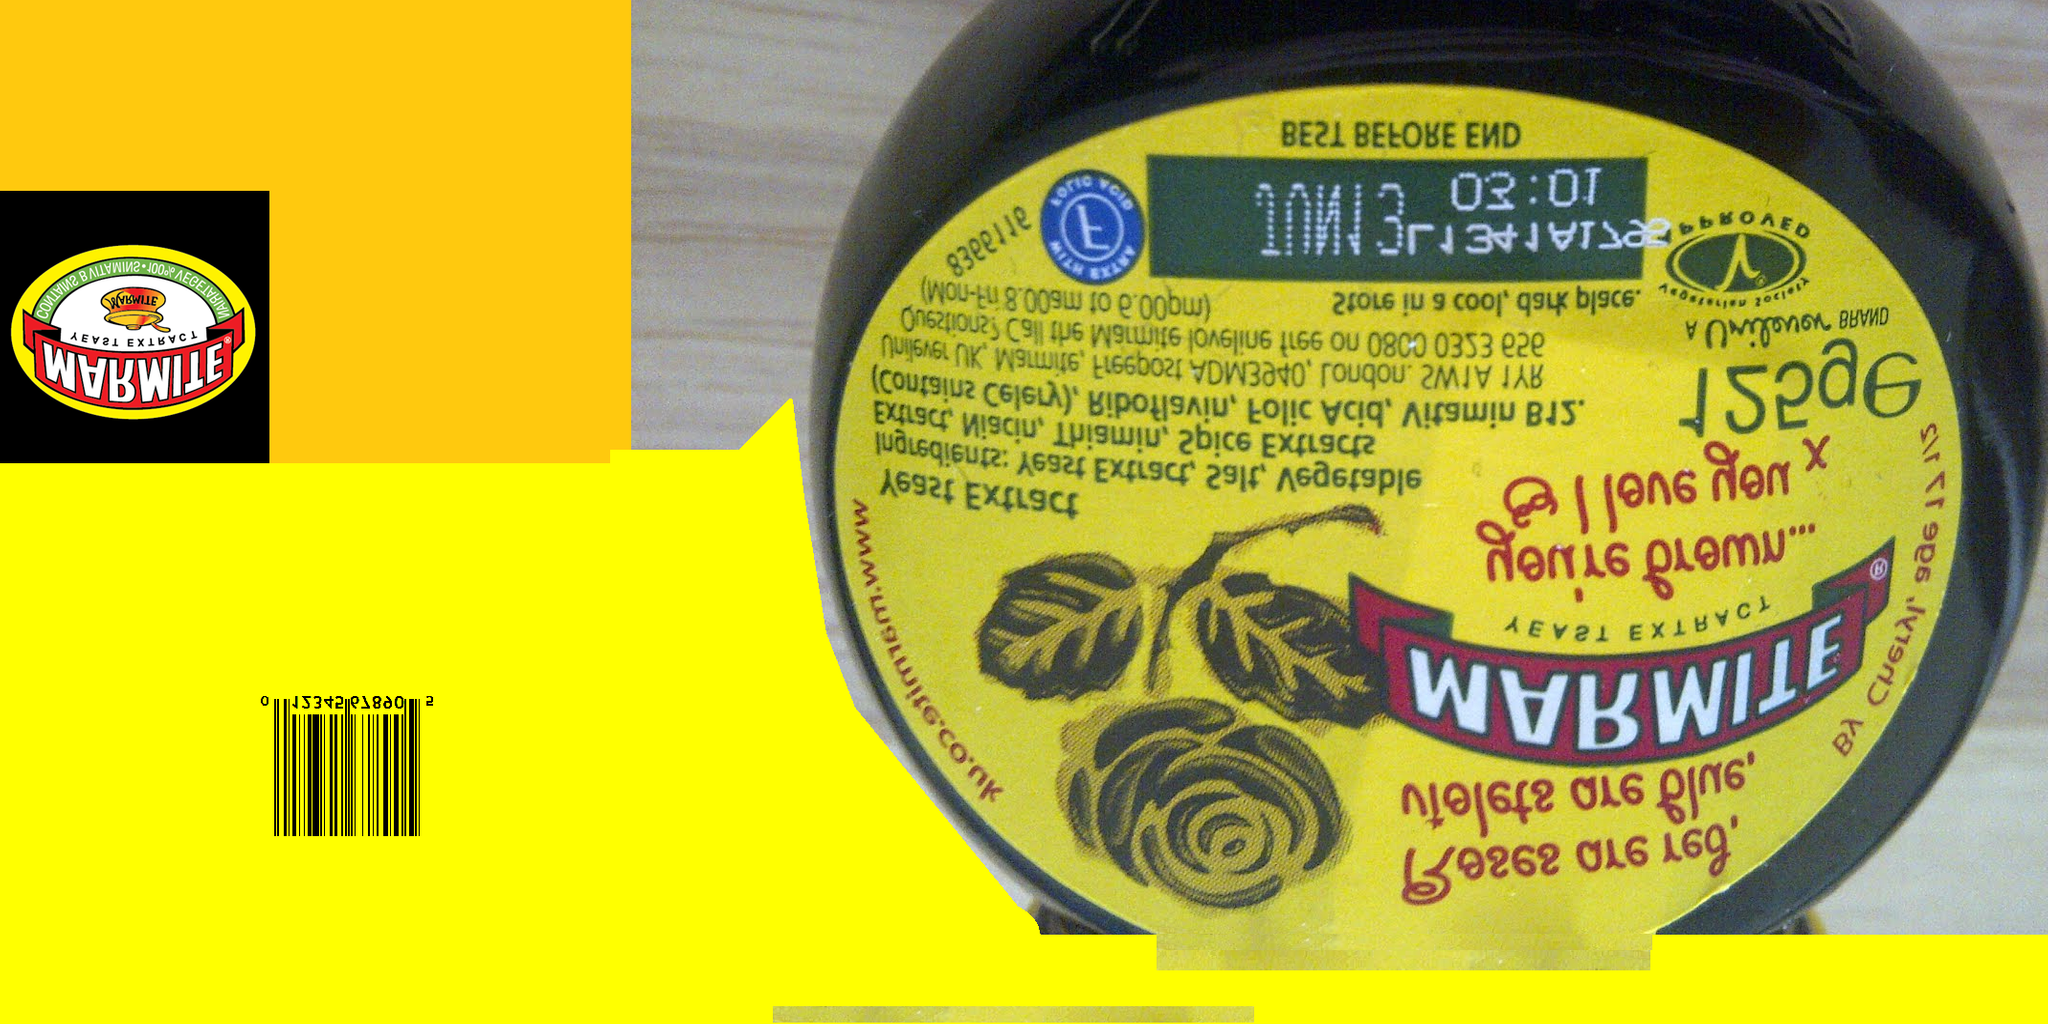 MARMITE®
YEAST EXTRACT
MARMITE
CONTAINS B VITAMINS • 100% VEGETARIAN
0 12345 67890 5
Roses are red,
violets are blue,
MARMITE®
YEAST EXTRACT
you're brown...
I love you x
By Cheryl, age 17 1/2
www.marmite.co.uk
Yeast Extract
Ingredients: Yeast Extract, Salt, Vegetable
Extract, Niacin, Thiamin, Spice Extracts
(Contains Celery), Riboflavin, Folic Acid, Vitamin B12.
Unilever UK, Marmite, Freepost ADM3940, London. SW1A 1YR
Questions? Call the Marmite loveline free on 0800 0323 656
(Mon-Fri 8.00am to 6.00pm)
8366116
125g e
A Unilever BRAND
Store in a cool, dark place.
Vegetarian Society
APPROVED
WITH EXTRA
F
FOLIC ACID
JUN13 L1341A1795
03:01
BEST BEFORE END